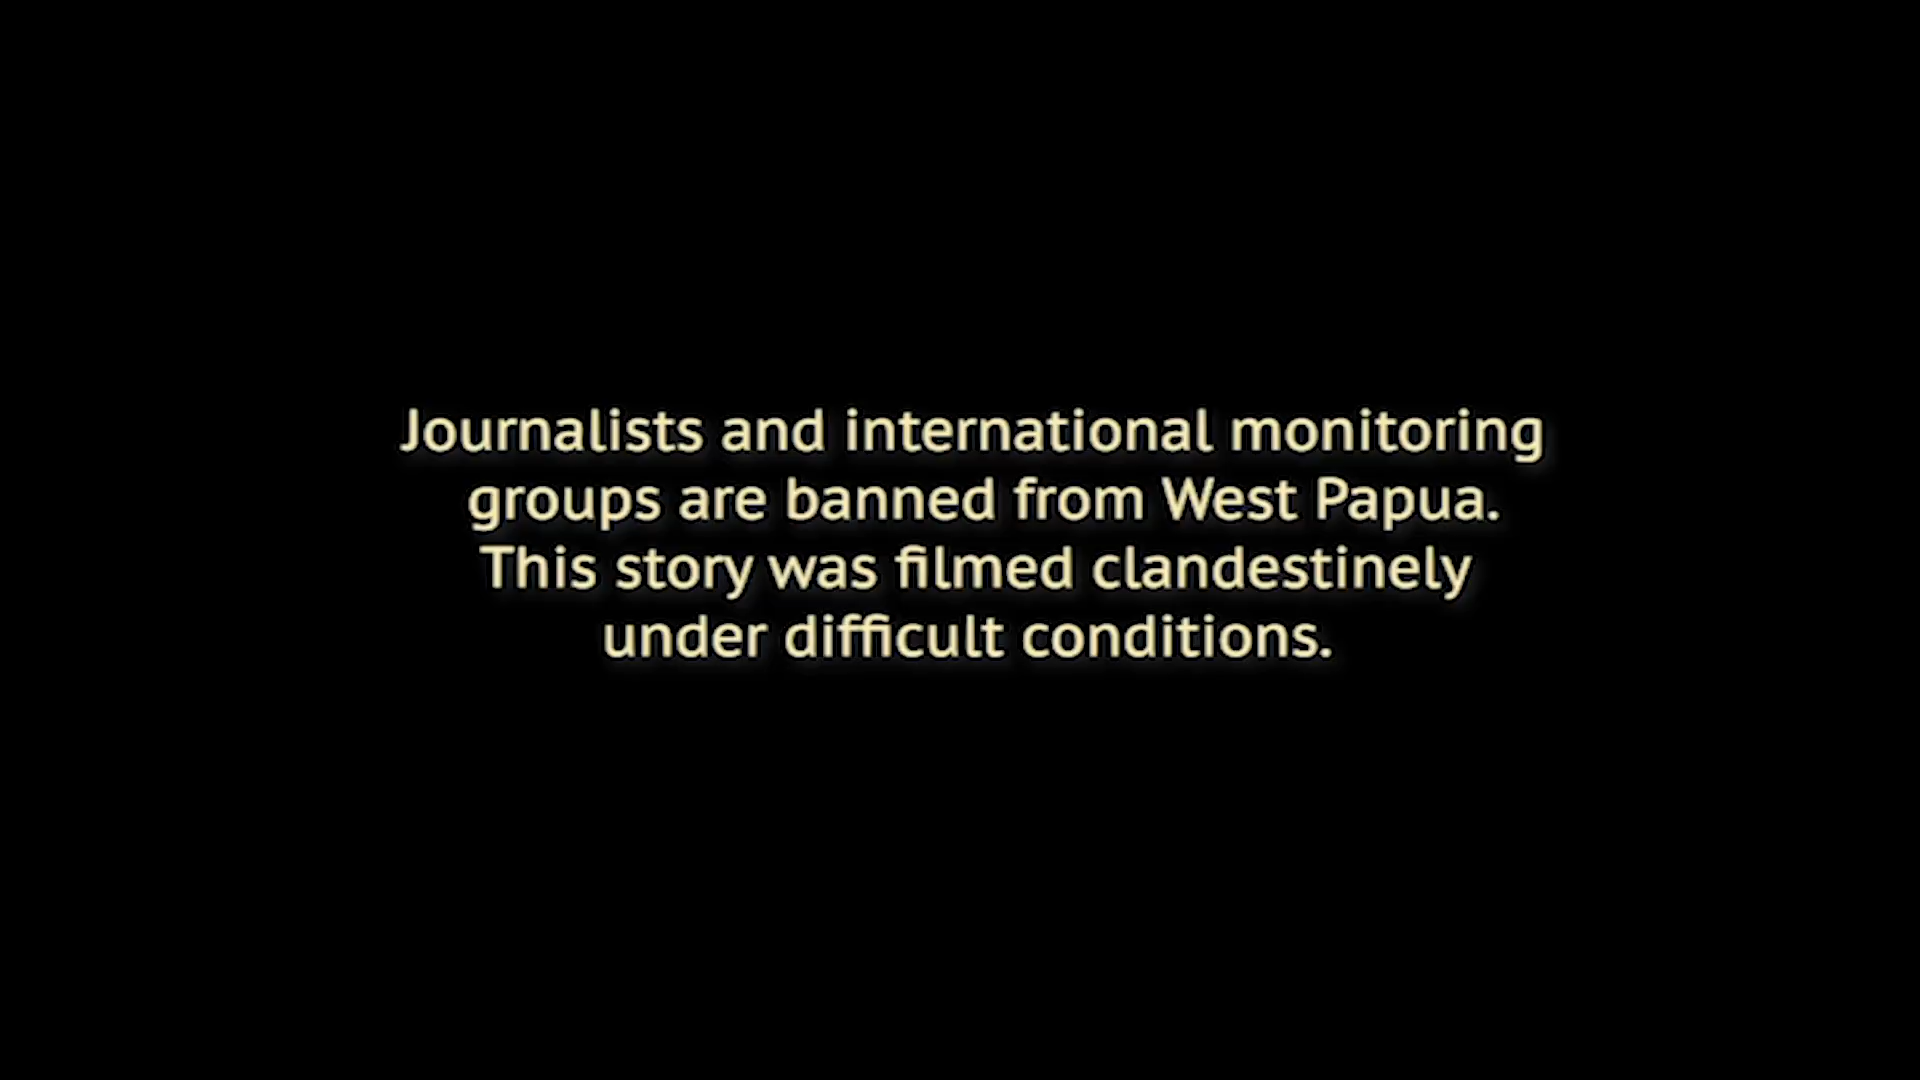 Journalists and international monitoring
groups are banned from West Papua.
This story was filmed clandestinely
under difficult conditions.